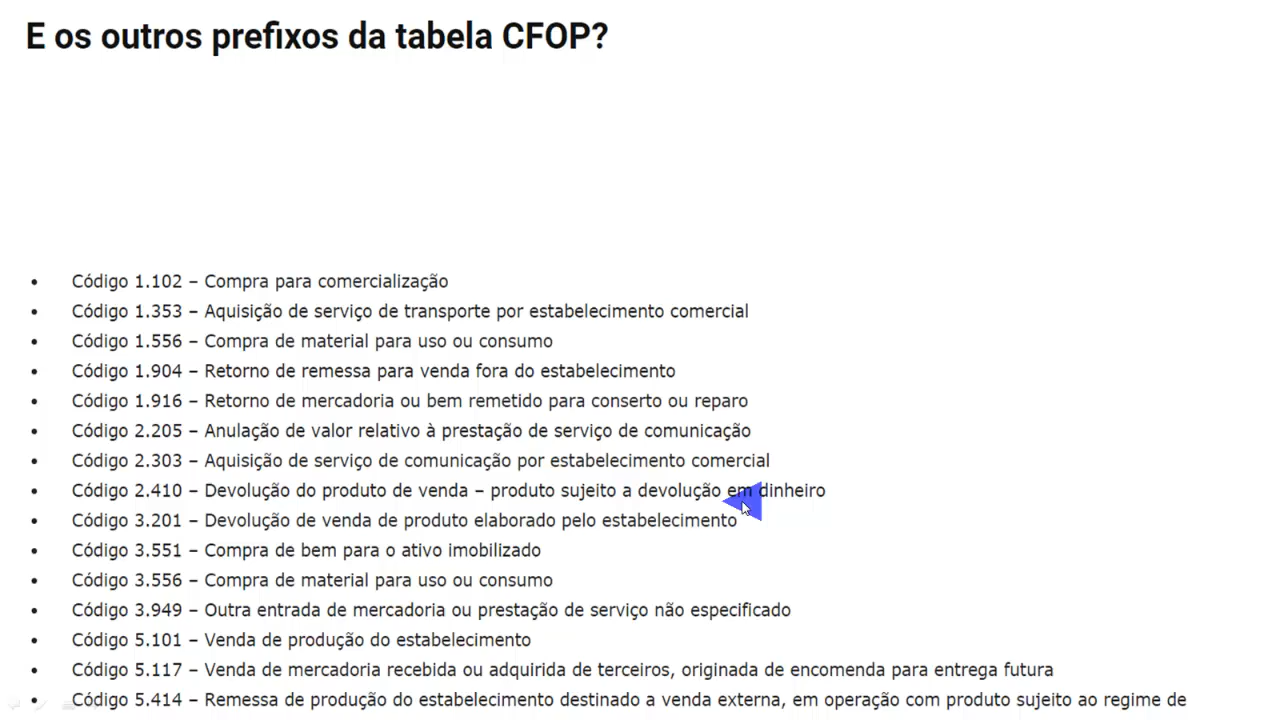 E os outros prefixos da tabela CFOP?
• Código 1.102 – Compra para comercialização
• Código 1.353 – Aquisição de serviço de transporte por estabelecimento comercial
• Código 1.556 – Compra de material para uso ou consumo
• Código 1.904 – Retorno de remessa para venda fora do estabelecimento
• Código 1.916 – Retorno de mercadoria ou bem remetido para conserto ou reparo
• Código 2.205 – Anulação de valor relativo à prestação de serviço de comunicação
• Código 2.303 – Aquisição de serviço de comunicação por estabelecimento comercial
• Código 2.410 – Devolução do produto de venda – produto sujeito a devolução em dinheiro
• Código 3.201 – Devolução de venda de produto elaborado pelo estabelecimento
• Código 3.551 – Compra de bem para o ativo imobilizado
• Código 3.556 – Compra de material para uso ou consumo
• Código 3.949 – Outra entrada de mercadoria ou prestação de serviço não especificado
• Código 5.101 – Venda de produção do estabelecimento
• Código 5.117 – Venda de mercadoria recebida ou adquirida de terceiros, originada de encomenda para entrega futura
• Código 5.414 – Remessa de produção do estabelecimento destinado a venda externa, em operação com produto sujeito ao regime de